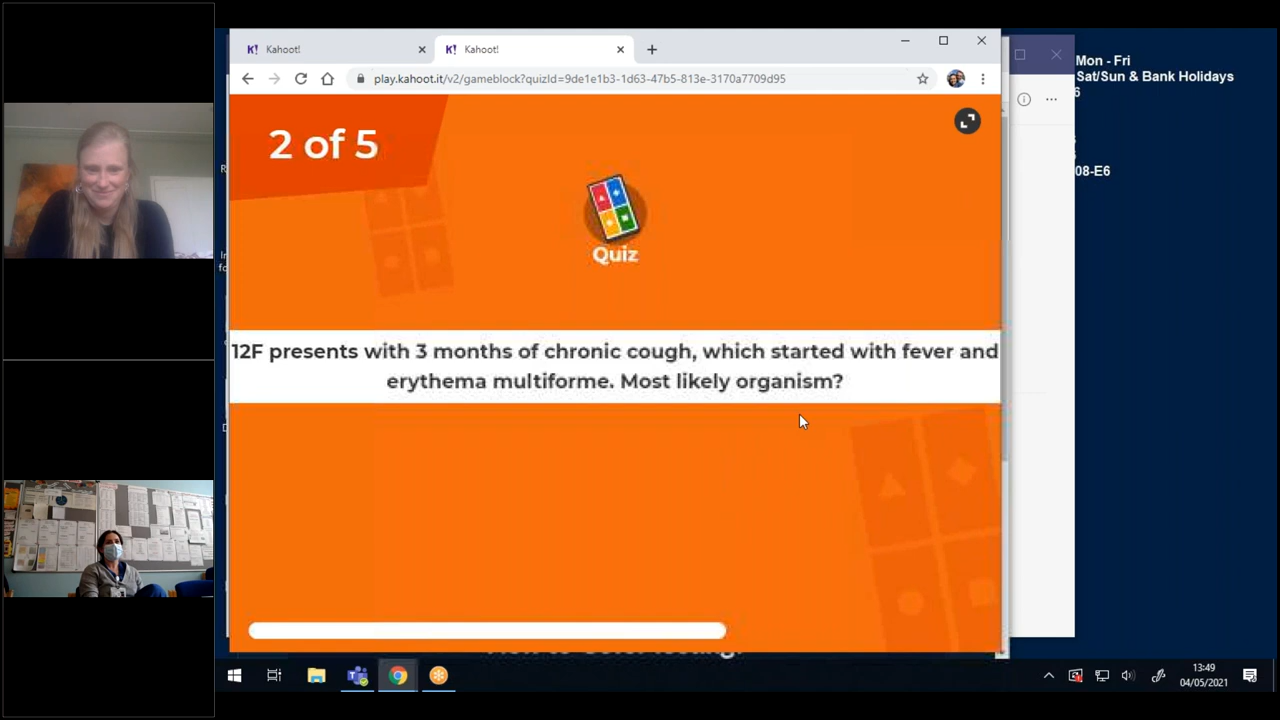 Kahoot!
Kahoot!
play.kahoot.it/v2/gameblock?quizId=9de1e1b3-1d63-47b5-813e-3170a7709d95
2 of 5
Quiz
12F presents with 3 months of chronic cough, which started with fever and
erythema multiforme. Most likely organism?
Mon - Fri
Sat/Sun & Bank Holidays
6
08-E6
13:49
04/05/2021